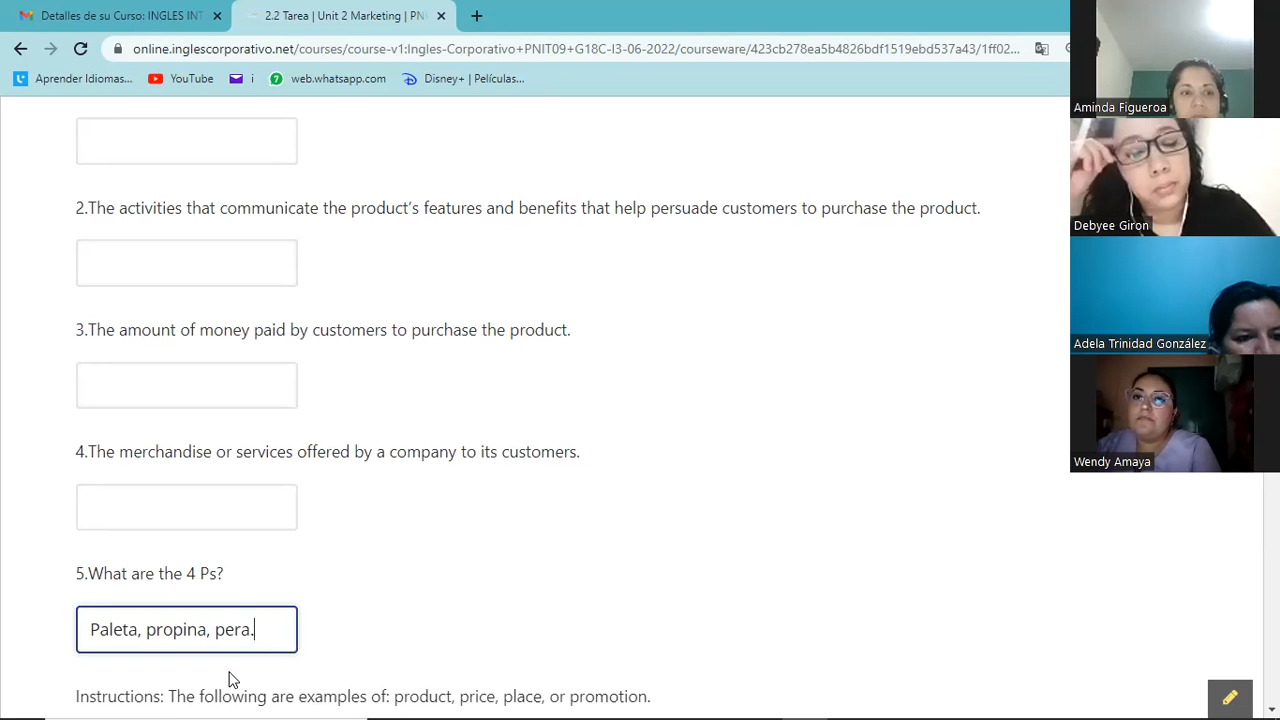 Detalles de su Curso: INGLES INT
2.2 Tarea | Unit 2 Marketing | PNI
online.inglescorporativo.net/courses/course-v1:Ingles-Corporativo+PNIT09+G18C-I3-06-2022/courseware/423cb278ea5b4826bdf1519ebd537a43/1ff02...
Aprender Idiomas...
YouTube
i
web.whatsapp.com
Disney+ | Películas...
Aminda Figueroa
2.The activities that communicate the product's features and benefits that help persuade customers to purchase the product.
Debyee Giron
3.The amount of money paid by customers to purchase the product.
Adela Trinidad González
4.The merchandise or services offered by a company to its customers.
Wendy Amaya
5.What are the 4 Ps?
Paleta, propina, pera.
Instructions: The following are examples of: product, price, place, or promotion.